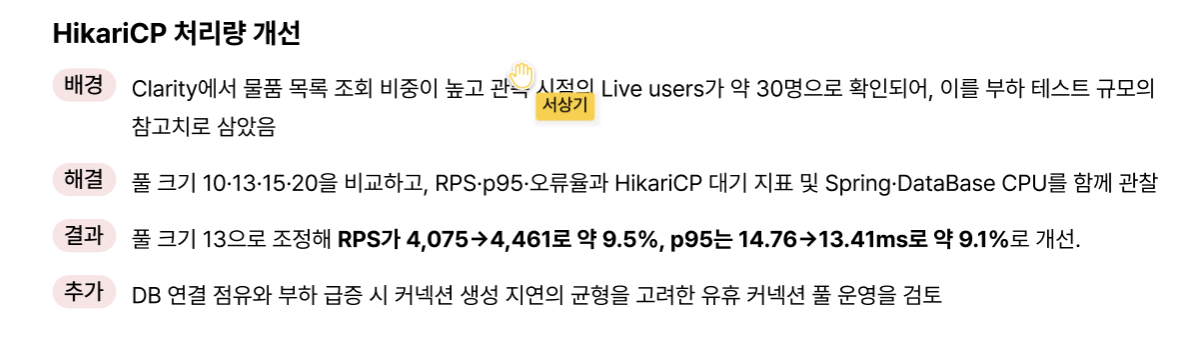 HikariCP 처리량 개선
배경 Clarity에서 물품 목록 조회 비중이 높고 시점의 Live users가 약 30명으로 확인되어, 이를 부하 테스트 규모의
서상기
참고치로 삼았음
해결 풀 크기 10·13·15·20을 비교하고, RPS·p95·오류율과 HikariCP 대기 지표 및 Spring·DataBase CPU를 함께 관찰
결과 풀 크기 13으로 조정해 RPS가 4,075→4,461로 약 9.5%, p95는 14.76→13.41ms로 약 9.1%로 개선.
추가 DB 연결 점유와 부하 급증 시 커넥션 생성 지연의 균형을 고려한 유휴 커넥션 풀 운영을 검토